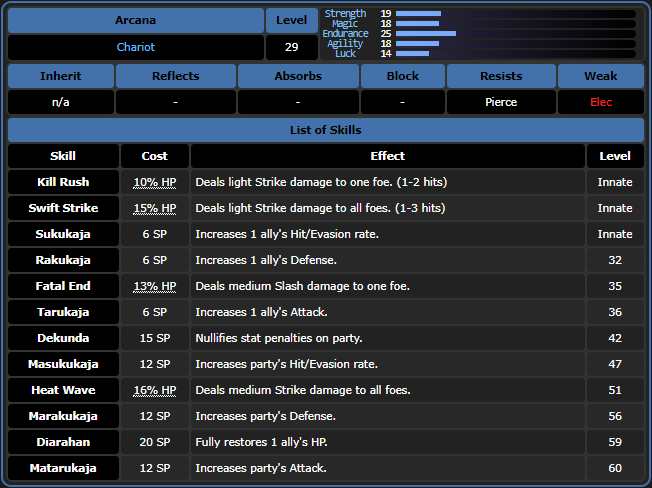 Arcana Level
Chariot 29
Strength 19
Magic 18
Endurance 25
Agility 18
Luck 14
Inherit Reflects Absorbs Block Resists Weak
n/a - - - Pierce Elec
List of Skills
Skill Cost Effect Level
Kill Rush 10% HP Deals light Strike damage to one foe. (1-2 hits) Innate
Swift Strike 15% HP Deals light Strike damage to all foes. (1-3 hits) Innate
Sukukaja 6 SP Increases 1 ally's Hit/Evasion rate. Innate
Rakukaja 6 SP Increases 1 ally's Defense. 32
Fatal End 13% HP Deals medium Slash damage to one foe. 35
Tarukaja 6 SP Increases 1 ally's Attack. 36
Dekunda 15 SP Nullifies stat penalties on party. 42
Masukukaja 12 SP Increases party's Hit/Evasion rate. 47
Heat Wave 16% HP Deals medium Strike damage to all foes. 51
Marakukaja 12 SP Increases party's Defense. 56
Diarahan 20 SP Fully restores 1 ally's HP. 59
Matarukaja 12 SP Increases party's Attack. 60